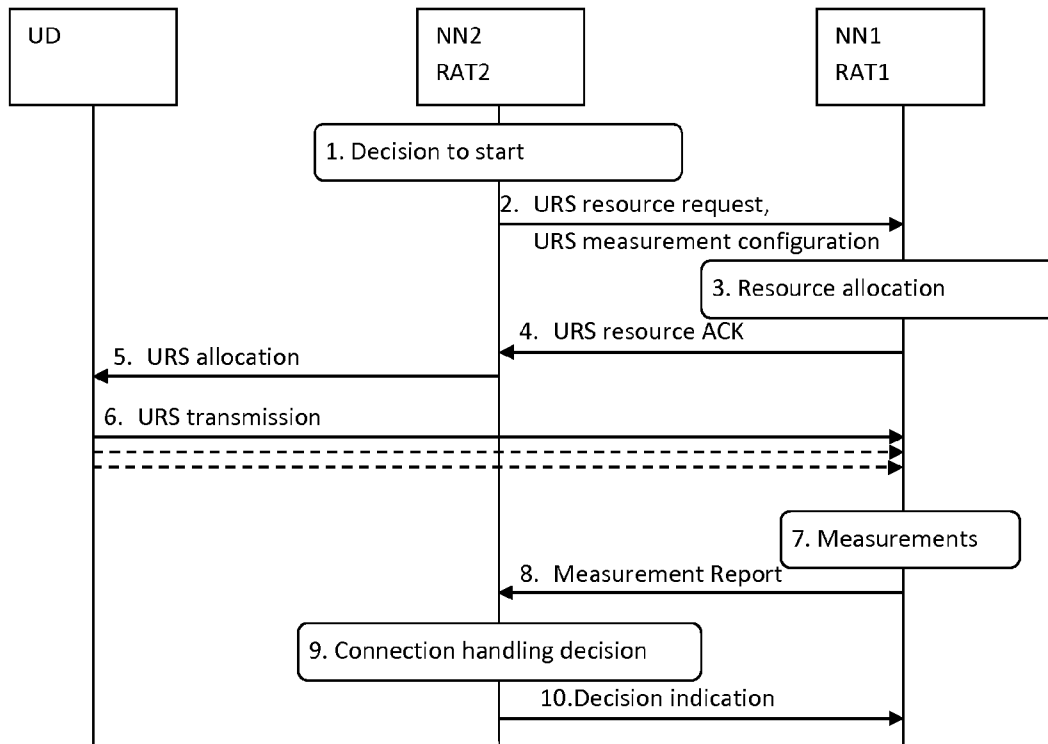 UD
NN2
RAT2
NN1
RAT1
1. Decision to start
2. URS resource request,
URS measurement configuration
3. Resource allocation
4. URS resource ACK
5. URS allocation
6. URS transmission
7. Measurements
8. Measurement Report
9. Connection handling decision
10.Decision indication